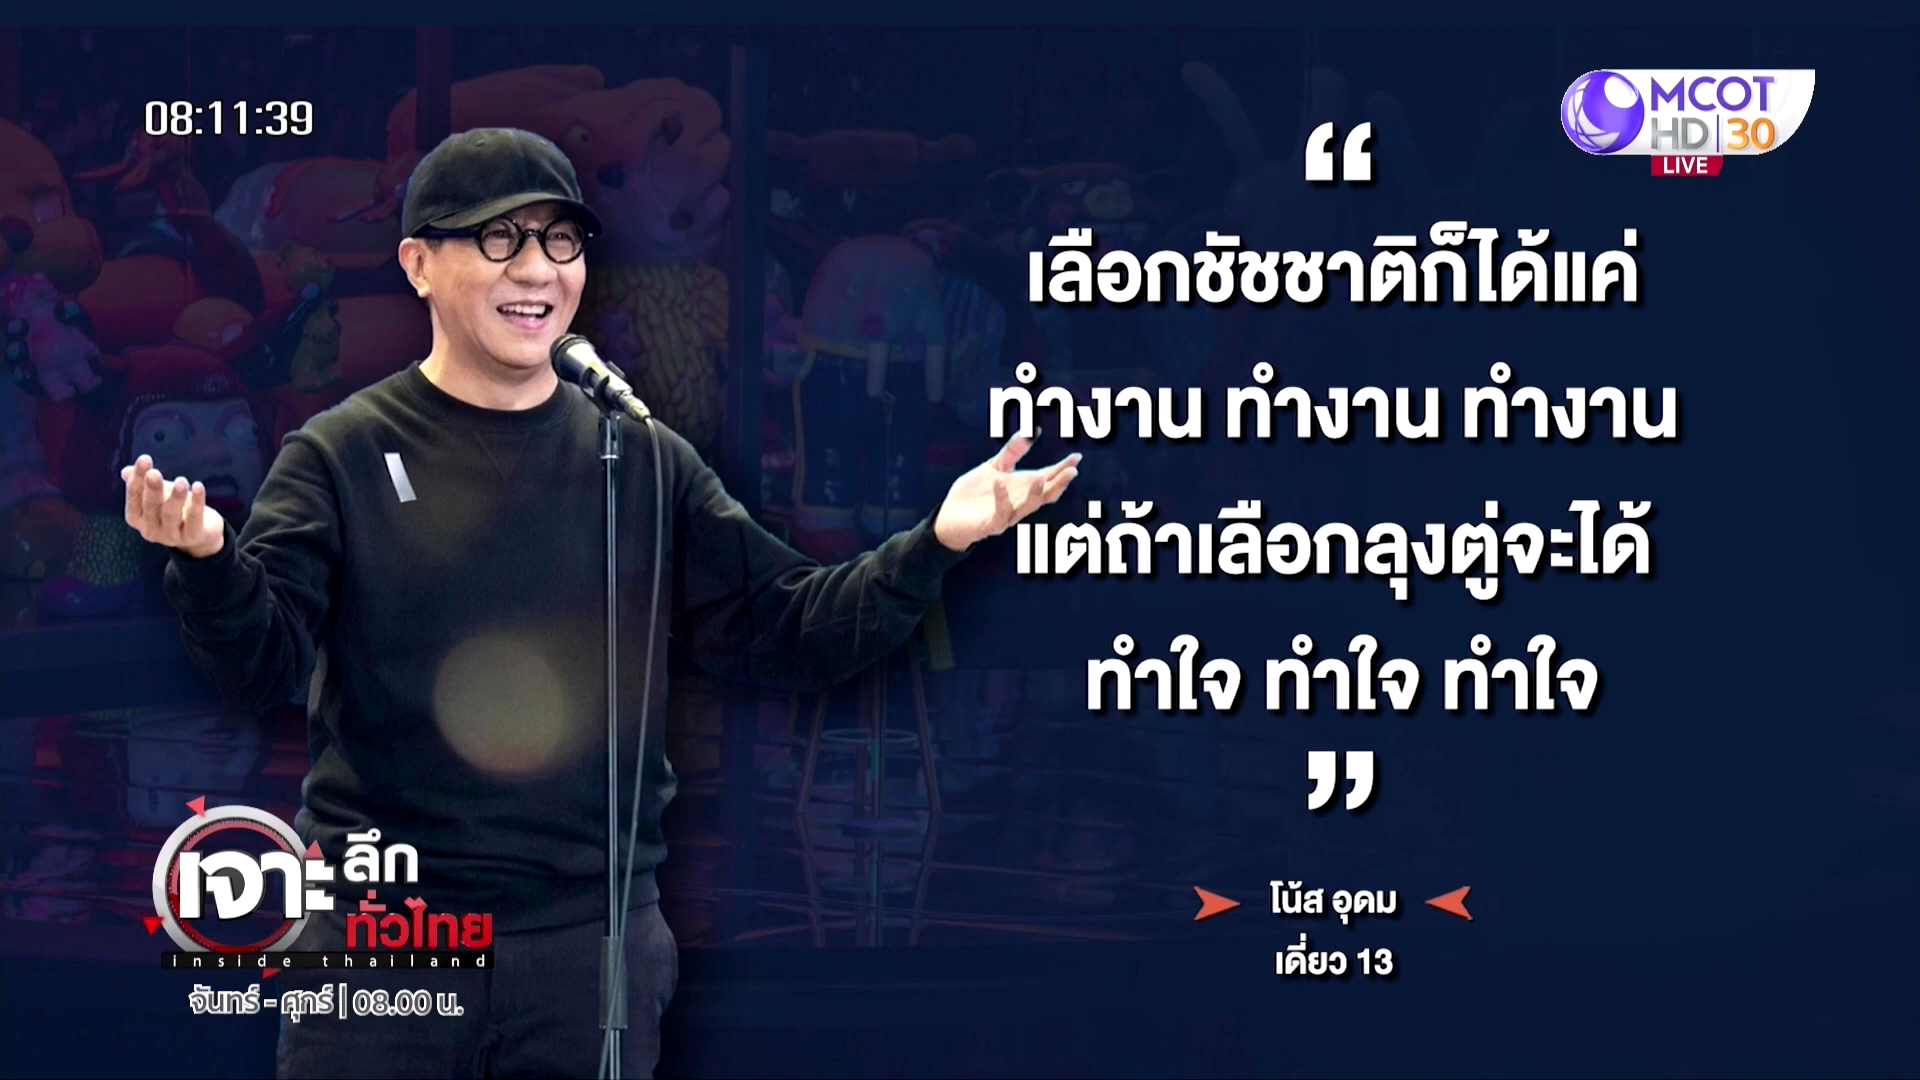 08:11:39
MCOT
HD 30
LIVE
“
เลือกชัชชาติก็ได้แค่
ทำงาน ทำงาน ทำงาน
แต่ถ้าเลือกลุงตู่จะได้
ทำใจ ทำใจ ทำใจ
”
โน้ส อุดม
เดี่ยว 13
เจาะลึก
ทั่วไทย
inside thailand
จันทร์ - ศุกร์ | 08.00 น.